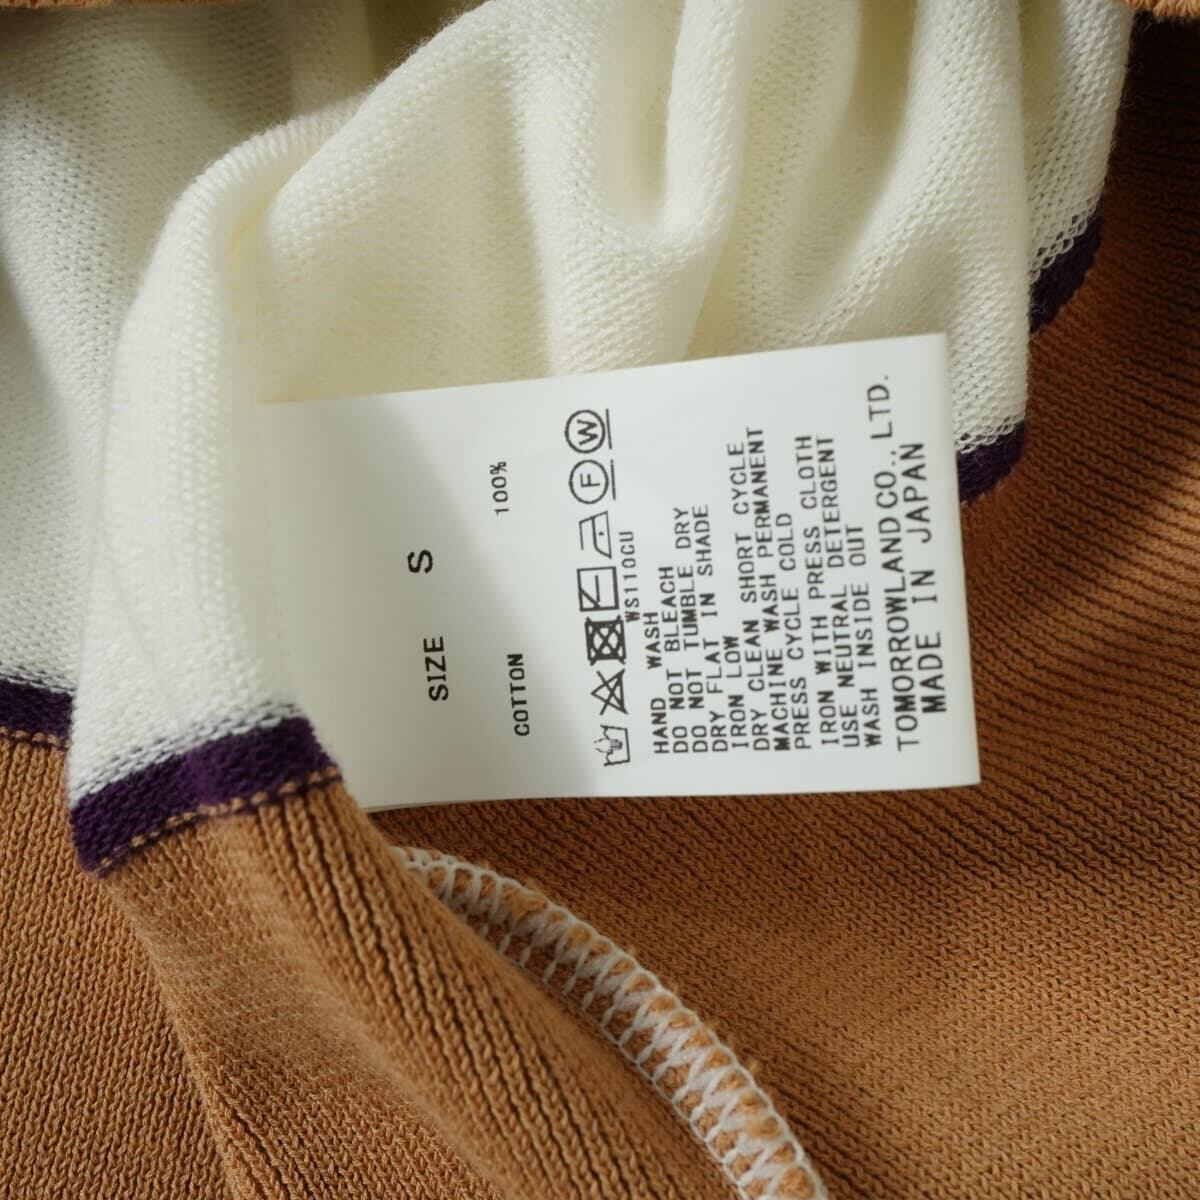 SIZE S
COTTON 100%
WS110CU
HAND WASH
DO NOT BLEACH
DO NOT TUMBLE DRY
DRY FLAT IN SHADE
IRON LOW
DRY CLEAN SHORT CYCLE
MACHINE WASH PERMANENT
PRESS CYCLE COLD
IRON WITH PRESS CLOTH
USE NEUTRAL DETERGENT
WASH INSIDE OUT
TOMORROWLAND CO., LTD.
MADE IN JAPAN